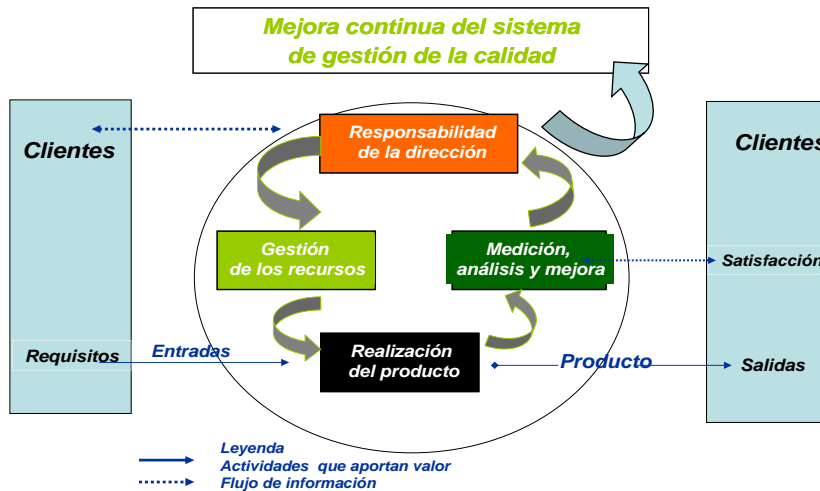 Mejora continua del sistema
de gestión de la calidad
Clientes
Responsabilidad
de la dirección
Clientes
Gestión
de los recursos
Medición,
análisis y mejora
Satisfacción
Requisitos
Entradas
Realización
del producto
Producto
Salidas
Leyenda
Actividades que aportan valor
Flujo de información